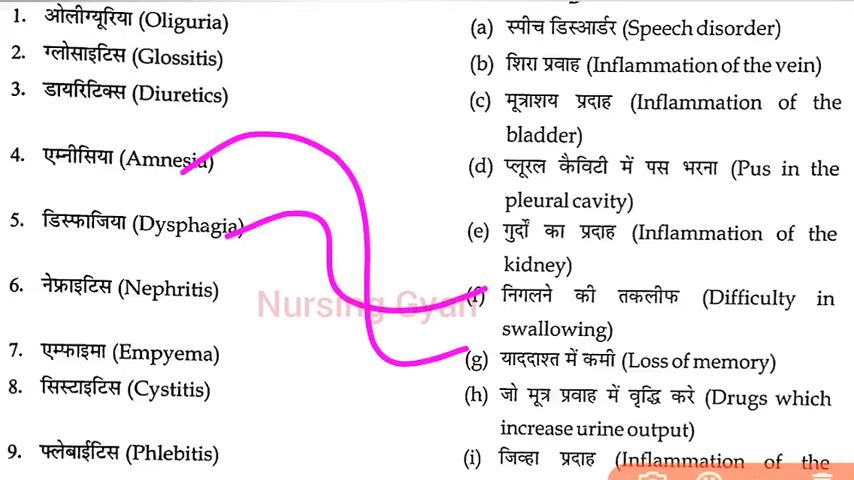 1. ओलीग्यूरिया (Oliguria)
2. ग्लोसाइटिस (Glossitis)
3. डायरिटिक्स (Diuretics)
4. एम्नीसिया (Amnesia)
5. डिस्फाजिया (Dysphagia)
6. नेफ्राइटिस (Nephritis)
7. एम्फाइमा (Empyema)
8. सिस्टाइटिस (Cystitis)
9. फ्लेबाईटिस (Phlebitis)
(a) स्पीच डिस्आर्डर (Speech disorder)
(b) शिरा प्रवाह (Inflammation of the vein)
(c) मूत्राशय प्रदाह (Inflammation of the
bladder)
(d) प्लूरल कैविटी में पस भरना (Pus in the
pleural cavity)
(e) गुर्दों का प्रदाह (Inflammation of the
kidney)
(f) निगलने की तकलीफ (Difficulty in
swallowing)
(g) याददाश्त में कमी (Loss of memory)
(h) जो मूत्र प्रवाह में वृद्धि करे (Drugs which
increase urine output)
(i) जिव्हा प्रदाह (Inflammation of the
Nursing Gyan